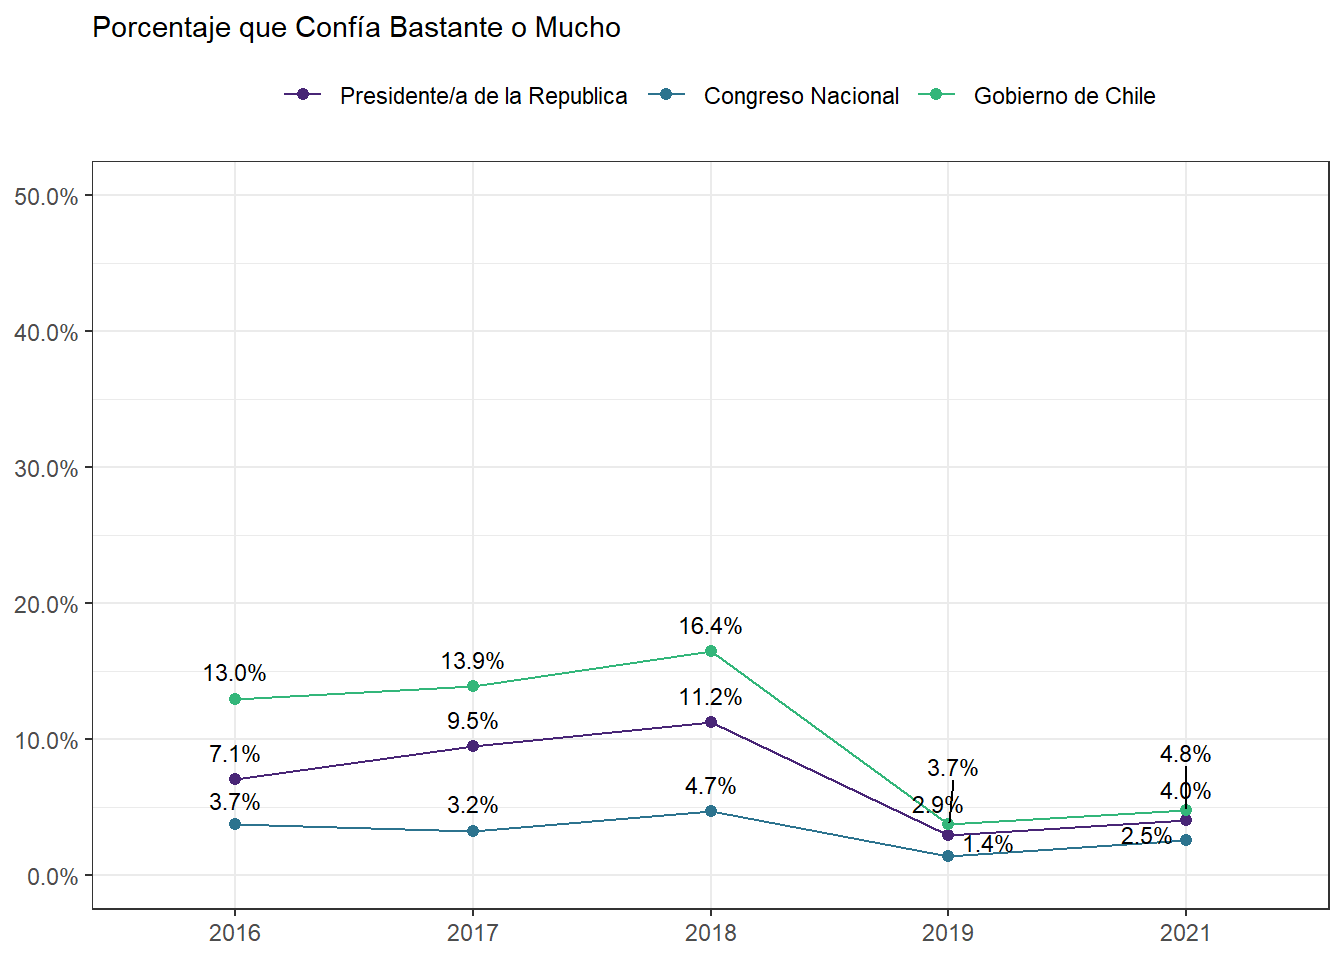 Porcentaje que Confía Bastante o Mucho
Presidente/a de la Republica Congreso Nacional Gobierno de Chile
50.0%
40.0%
30.0%
20.0%
10.0%
0.0%
13.0% 13.9% 16.4% 3.7% 4.8%
7.1% 9.5% 11.2% 2.9% 4.0%
3.7% 3.2% 4.7% 1.4% 2.5%
2016 2017 2018 2019 2021